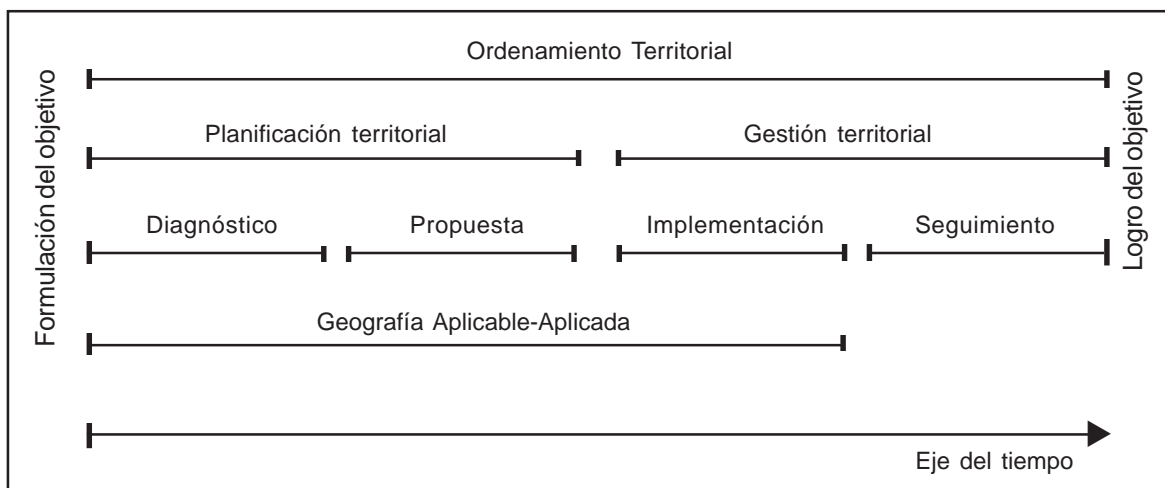 Ordenamiento Territorial
Formulación del objetivo
Logro del objetivo
Planificación territorial
Gestión territorial
Diagnóstico
Propuesta
Implementación
Seguimiento
Geografía Aplicable-Aplicada
Eje del tiempo